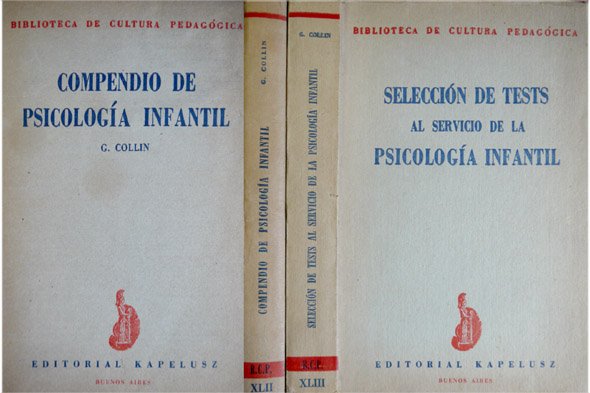 BIBLIOTECA DE CULTURA PEDAGÓGICA
COMPENDIO DE
PSICOLOGÍA INFANTIL
G. COLLIN
EDITORIAL KAPELUSZ
BUENOS AIRES
G. COLLIN
COMPENDIO DE PSICOLOGÍA INFANTIL
B.C.P.
XLII
G. COLLIN
SELECCIÓN DE TESTS AL SERVICIO DE LA PSICOLOGÍA INFANTIL
B.C.P.
XLIII
BIBLIOTECA DE CULTURA PEDAGÓGICA
SELECCIÓN DE TESTS
AL SERVICIO DE LA
PSICOLOGÍA INFANTIL
EDITORIAL KAPELUSZ
BUENOS AIRES